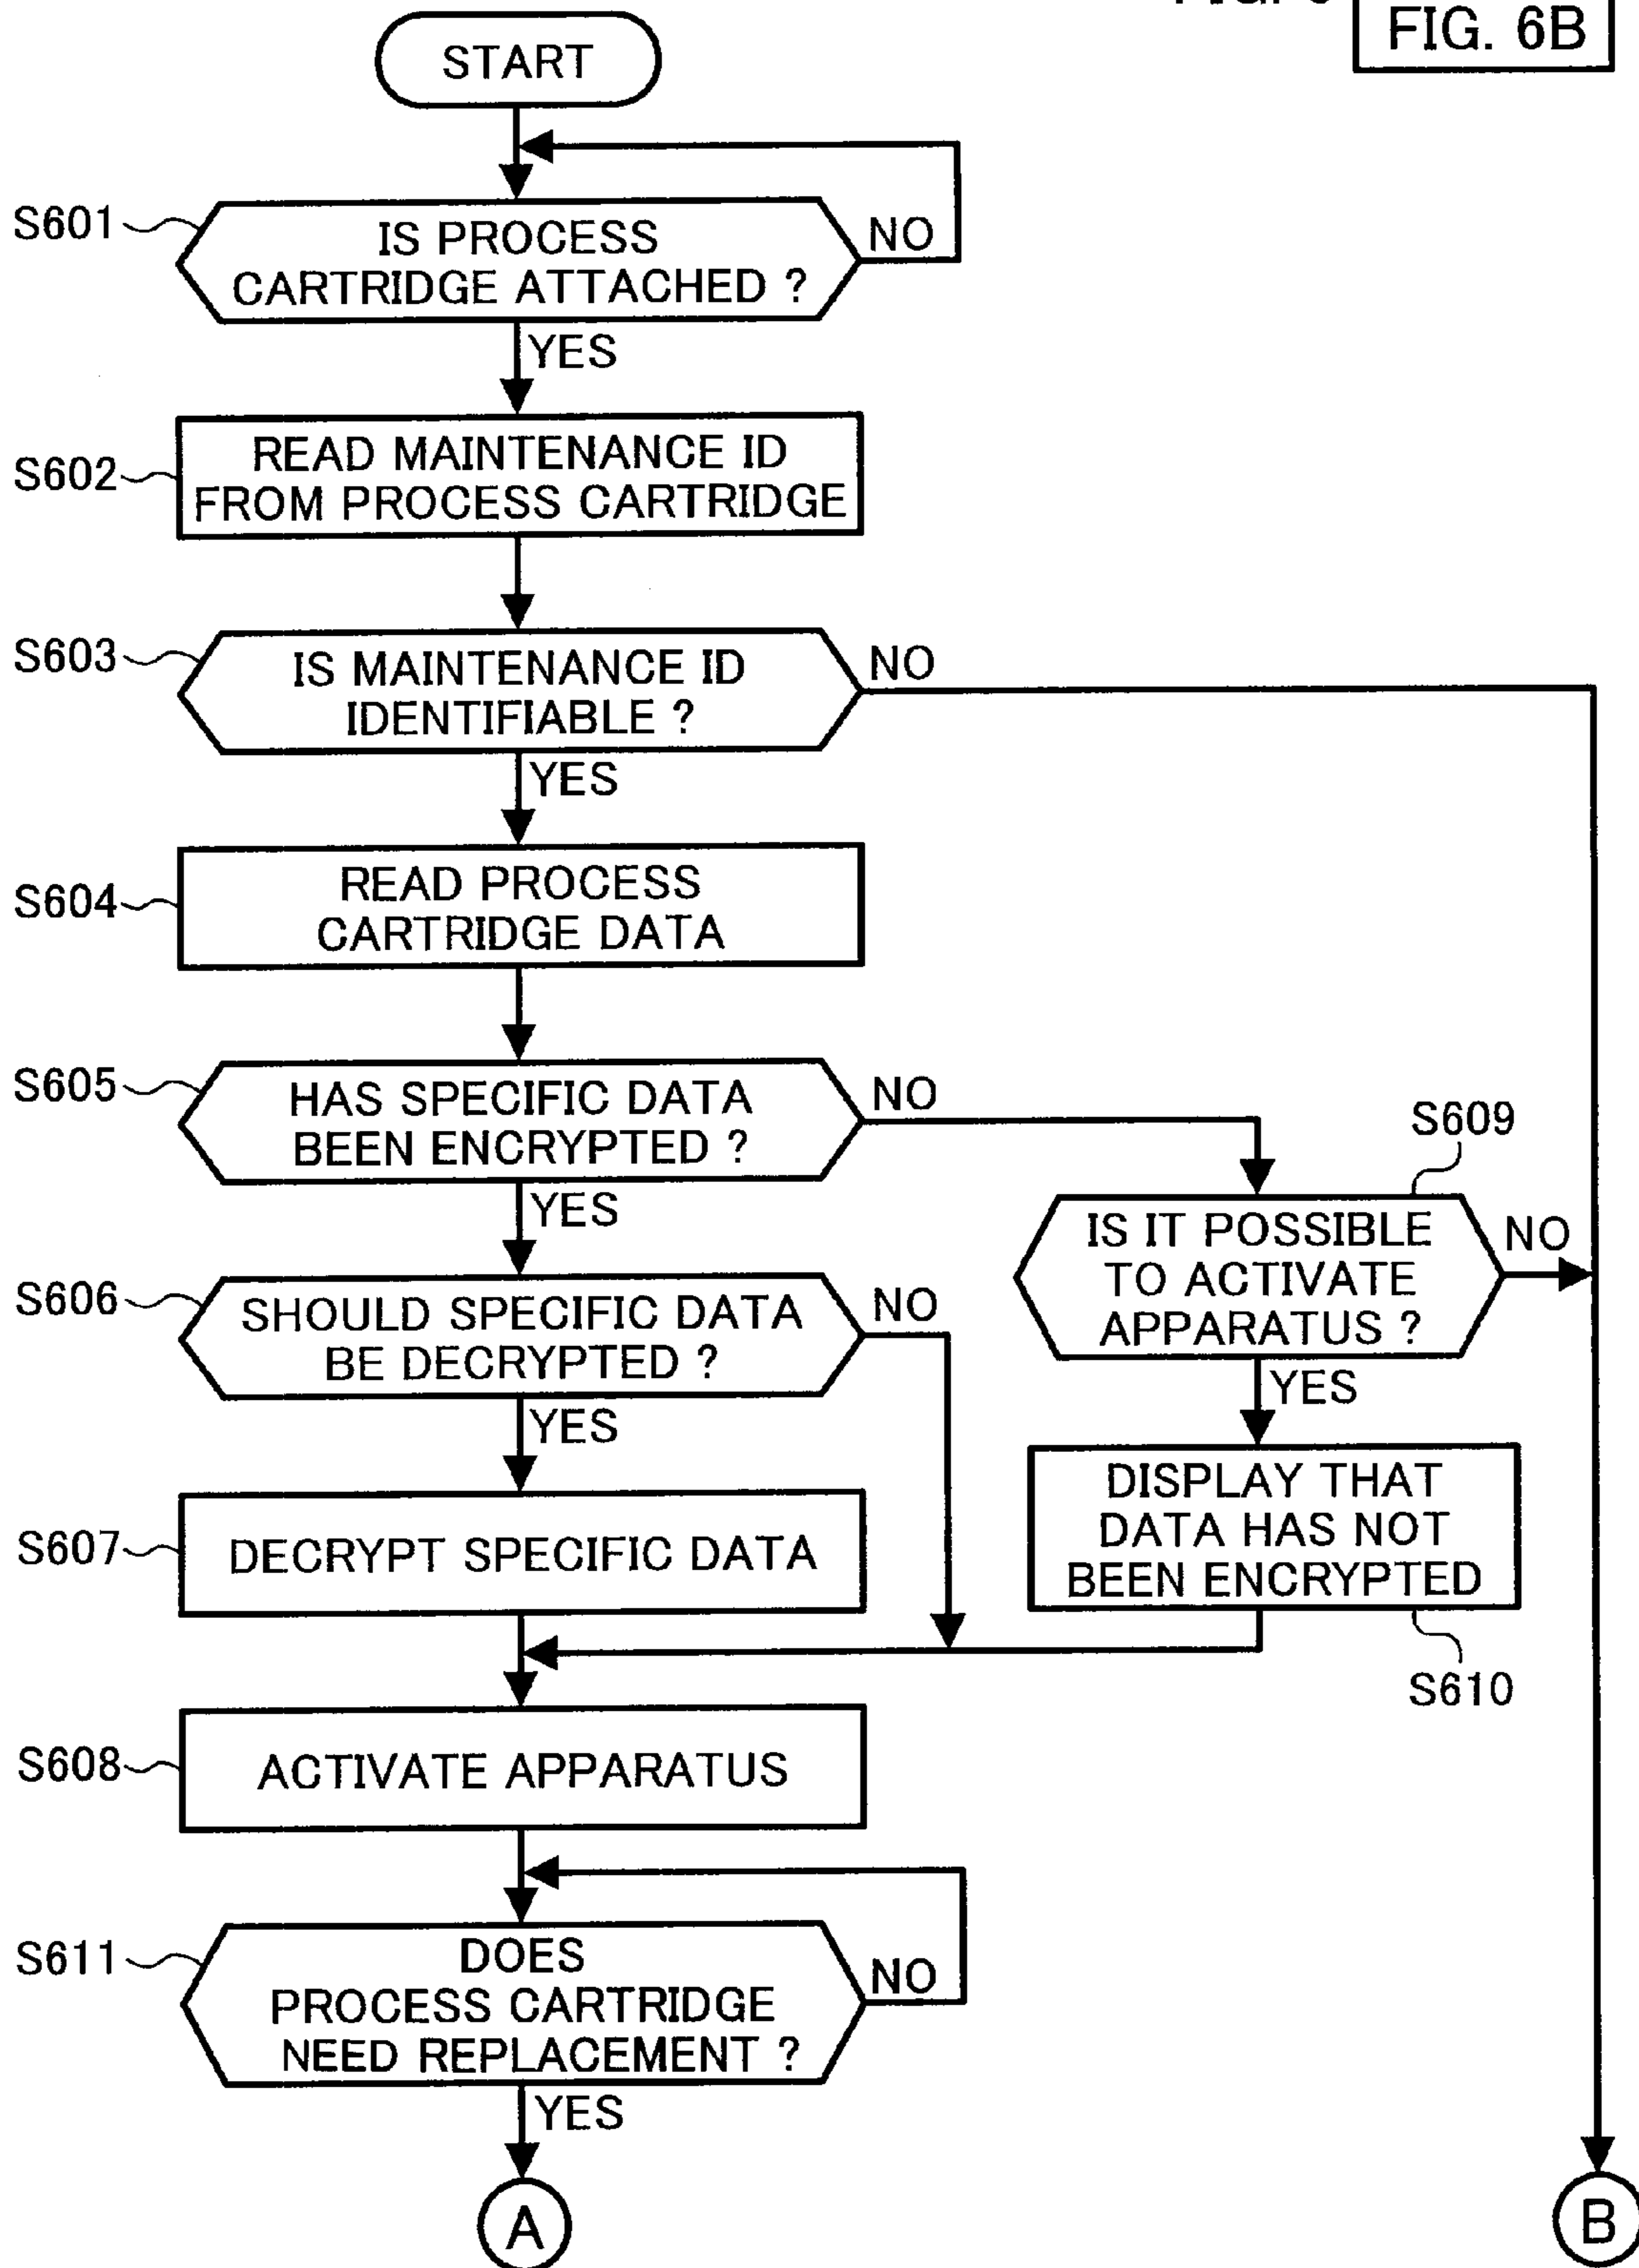 FIG. 6B
START
S601
IS PROCESS
CARTRIDGE ATTACHED ?
NO
YES
S602
READ MAINTENANCE ID
FROM PROCESS CARTRIDGE
S603
IS MAINTENANCE ID
IDENTIFIABLE ?
NO
YES
S604
READ PROCESS
CARTRIDGE DATA
S605
HAS SPECIFIC DATA
BEEN ENCRYPTED ?
NO
YES
S609
IS IT POSSIBLE
TO ACTIVATE
APPARATUS ?
NO
YES
S606
SHOULD SPECIFIC DATA
BE DECRYPTED ?
NO
YES
DISPLAY THAT
DATA HAS NOT
BEEN ENCRYPTED
S610
S607
DECRYPT SPECIFIC DATA
S608
ACTIVATE APPARATUS
S611
DOES
PROCESS CARTRIDGE
NEED REPLACEMENT ?
NO
YES
A
B